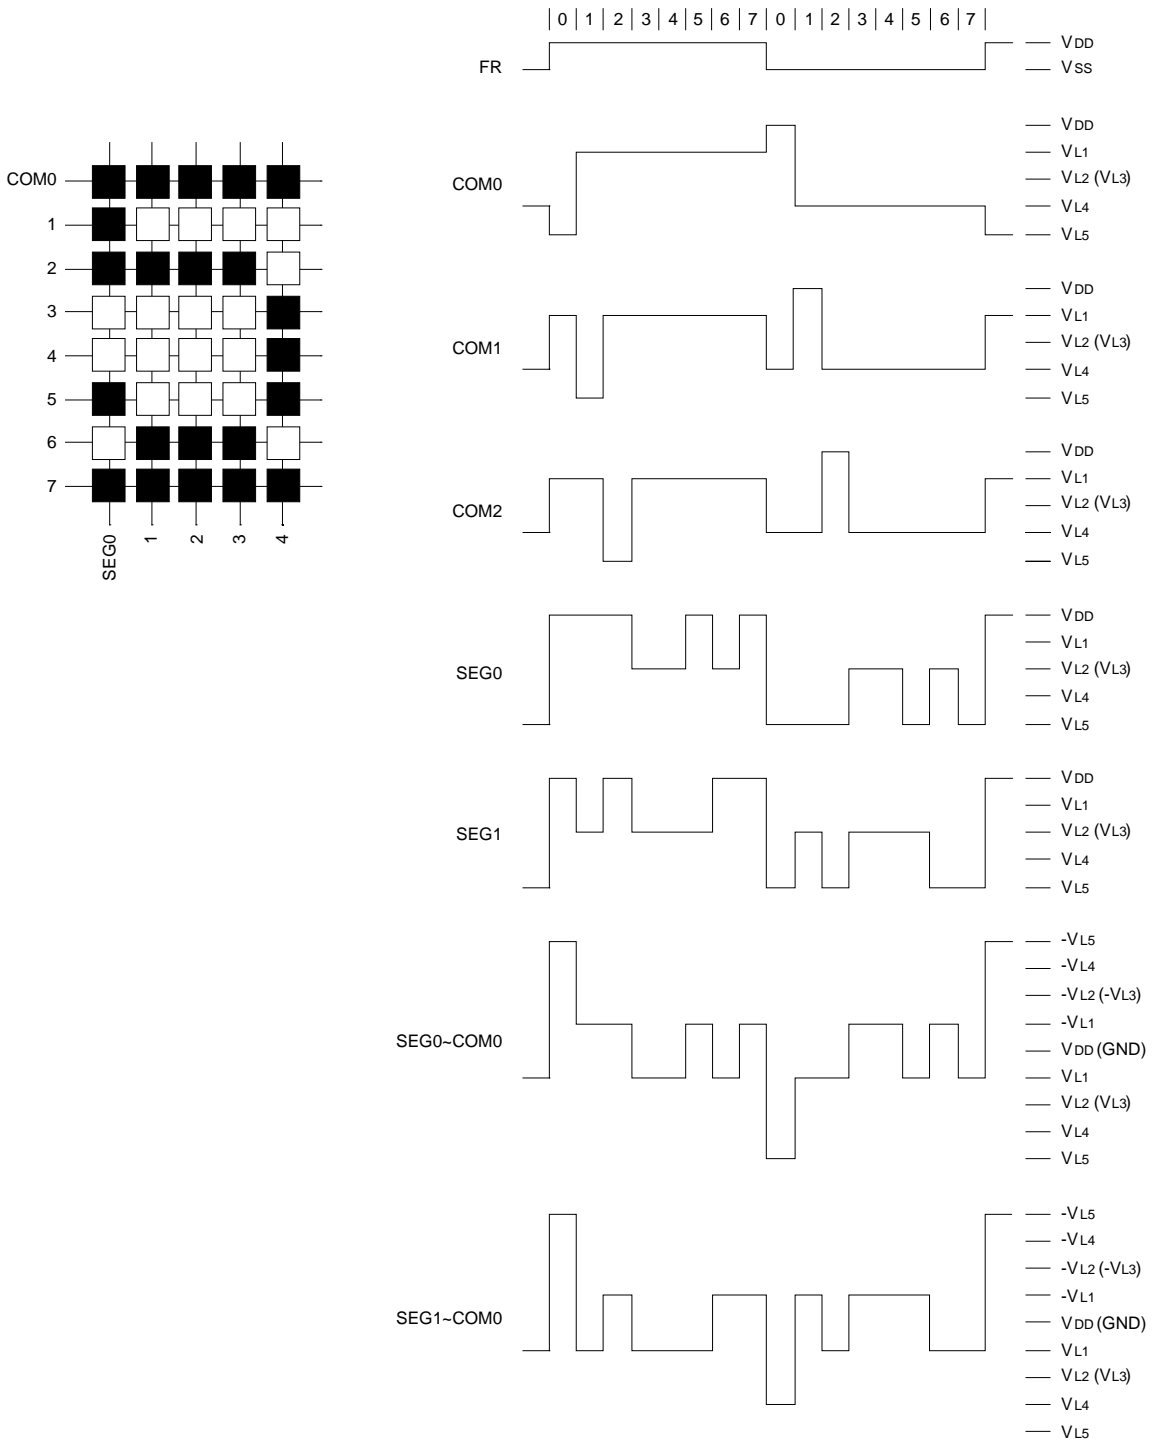 0 1 2 3 4 5 6 7 0 1 2 3 4 5 6 7
FR
VDD
VSS
COM0
1
2
3
4
5
6
7
SEG0
1
2
3
4
COM0
VDD
VL1
VL2 (VL3)
VL4
VL5
COM1
VDD
VL1
VL2 (VL3)
VL4
VL5
COM2
VDD
VL1
VL2 (VL3)
VL4
VL5
SEG0
VDD
VL1
VL2 (VL3)
VL4
VL5
SEG1
VDD
VL1
VL2 (VL3)
VL4
VL5
SEG0~COM0
-VL5
-VL4
-VL2 (-VL3)
-VL1
VDD (GND)
VL1
VL2 (VL3)
VL4
VL5
SEG1~COM0
-VL5
-VL4
-VL2 (-VL3)
-VL1
VDD (GND)
VL1
VL2 (VL3)
VL4
VL5